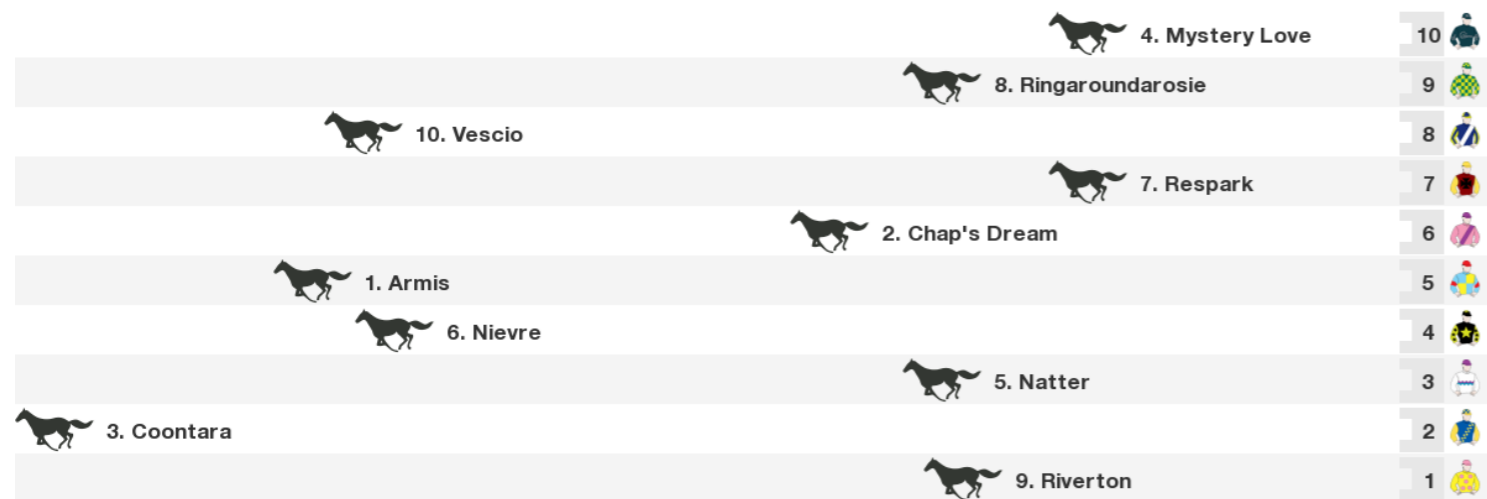 4. Mystery Love 10
8. Ringaroundarosie 9
10. Vescio 8
7. Respark 7
2. Chap's Dream 6
1. Armis 5
6. Nievre 4
5. Natter 3
3. Coontara 2
9. Riverton 1